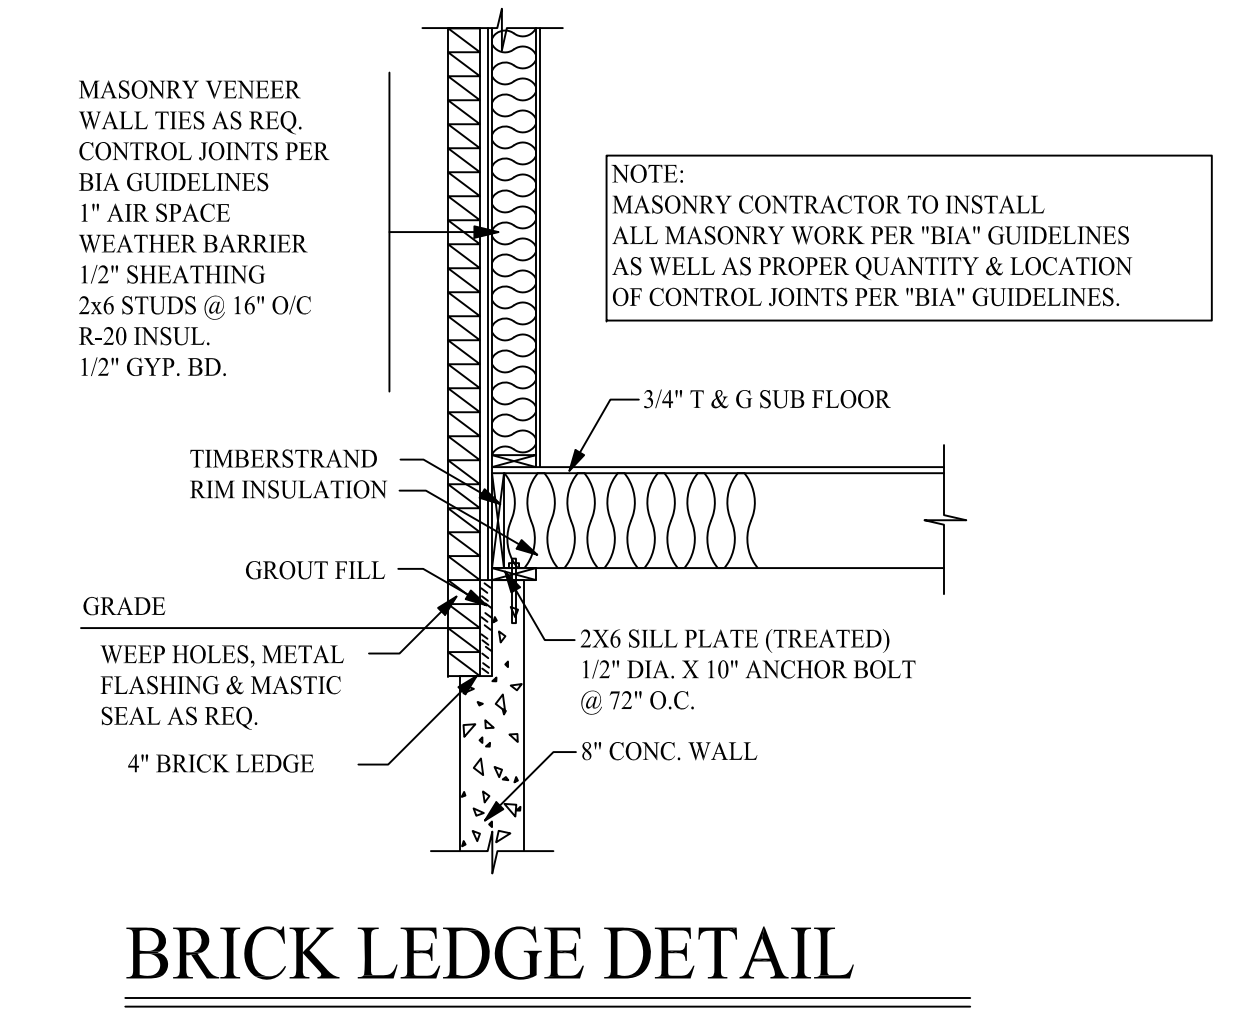 MASONRY VENEER
WALL TIES AS REQ.
CONTROL JOINTS PER
BIA GUIDELINES
1" AIR SPACE
WEATHER BARRIER
1/2" SHEATHING
2x6 STUDS @ 16" O/C
R-20 INSUL.
1/2" GYP. BD.
NOTE:
MASONRY CONTRACTOR TO INSTALL
ALL MASONRY WORK PER "BIA" GUIDELINES
AS WELL AS PROPER QUANTITY & LOCATION
OF CONTROL JOINTS PER "BIA" GUIDELINES.
3/4" T & G SUB FLOOR
TIMBERSTRAND
RIM INSULATION
GROUT FILL
GRADE
WEEP HOLES, METAL
FLASHING & MASTIC
SEAL AS REQ.
4" BRICK LEDGE
2X6 SILL PLATE (TREATED)
1/2" DIA. X 10" ANCHOR BOLT
@ 72" O.C.
8" CONC. WALL
BRICK LEDGE DETAIL